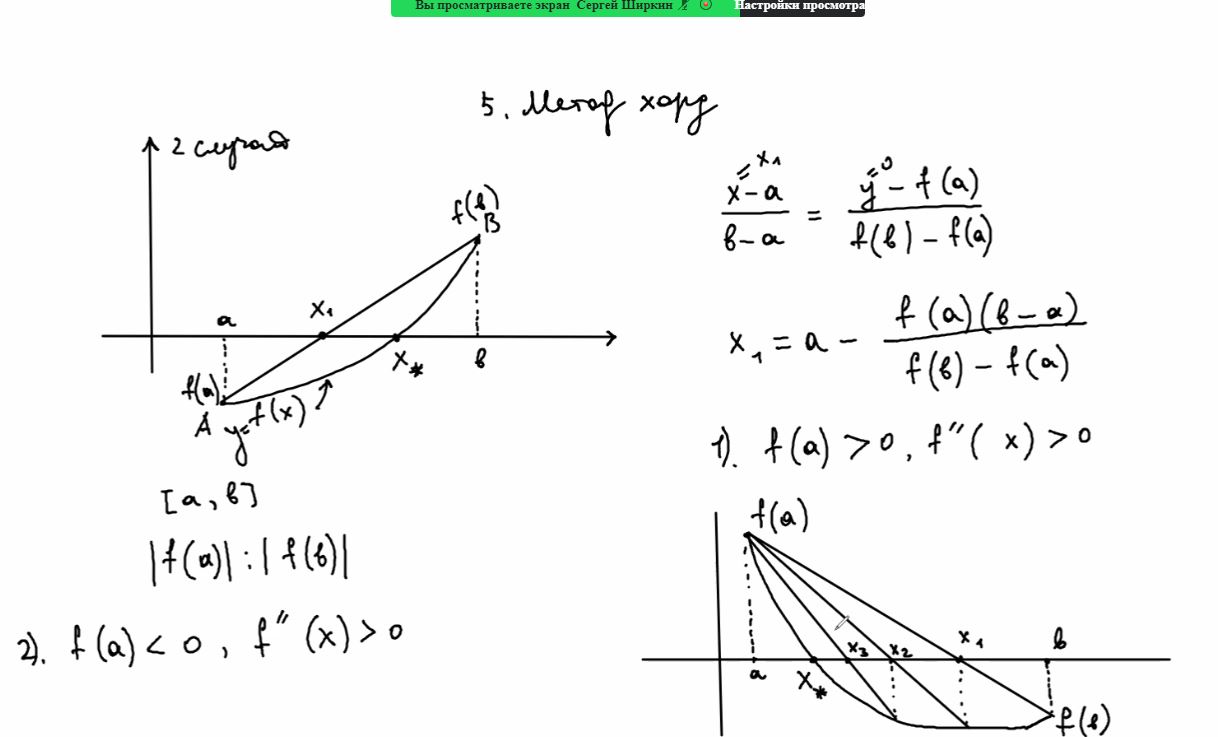 Вы просматриваете экран Сергей Ширкин
Настройки просмотра
5. Метод хорд
2 случая
f(b)
B
a
x₁
x*
b
f(a)
A
y=f(x)
[a, b]
|f(a)| : |f(b)|
2). f(a) < 0, f″(x) > 0
= x₁ = 0
(x - a)/(b - a) = (y - f(a))/(f(b) - f(a))
x₁ = a - f(a)(b - a)/(f(b) - f(a))
1). f(a) > 0, f″(x) > 0
f(a)
a
x*
x₃
x₂
x₁
b
f(b)